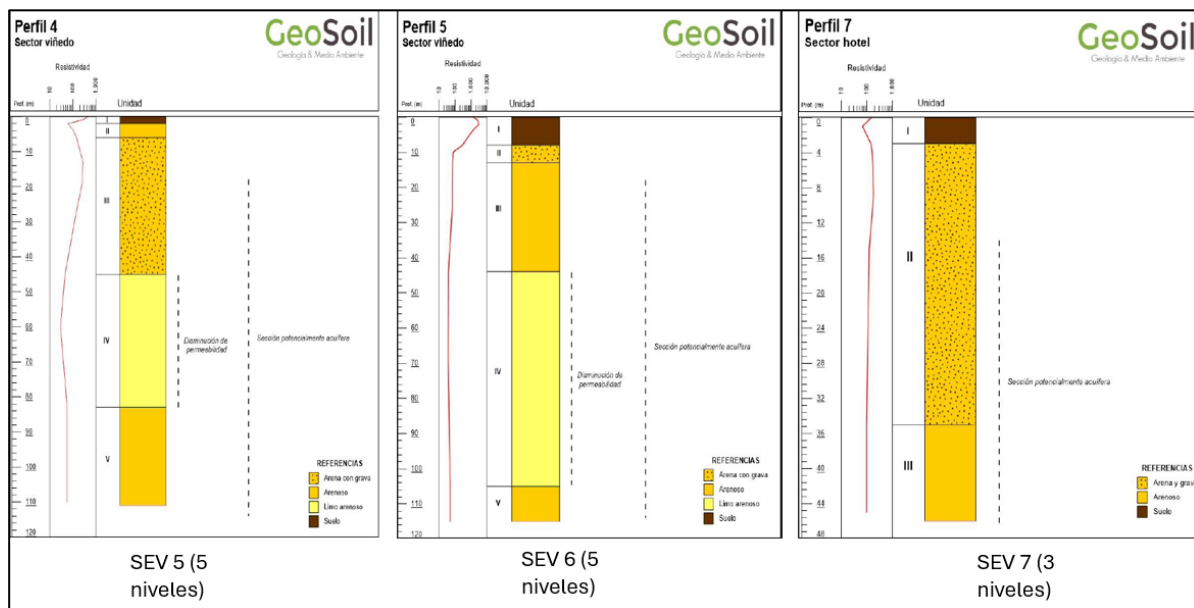 Perfil 4
Sector viñedo
GeoSoil
Geología & Medio Ambiente
Resistividad
10
100
1,000
Prof. (m)
Unidad
0
10
20
30
40
50
60
70
80
90
100
110
120
I
II
III
IV
V
Disminución de
permeabilidad
Sección potencialmente acuífera
REFERENCIAS
Arena con grava
Arenoso
Limo arenoso
Suelo
SEV 5 (5
niveles)
Perfil 5
Sector viñedo
GeoSoil
Geología & Medio Ambiente
Resistividad
10
100
1,000
10,000
Prof. (m)
Unidad
0
10
20
30
40
50
60
70
80
90
100
110
120
I
II
III
IV
V
Disminución de
permeabilidad
Sección potencialmente acuífera
REFERENCIAS
Arena con grava
Arenoso
Limo arenoso
Suelo
SEV 6 (5
niveles)
Perfil 7
Sector hotel
GeoSoil
Geología & Medio Ambiente
Resistividad
10
100
1,000
Prof. (m)
Unidad
0
4
8
12
16
20
24
28
32
36
40
44
48
I
II
III
Sección potencialmente acuífera
REFERENCIAS
Arena y grava
Arenoso
Suelo
SEV 7 (3
niveles)